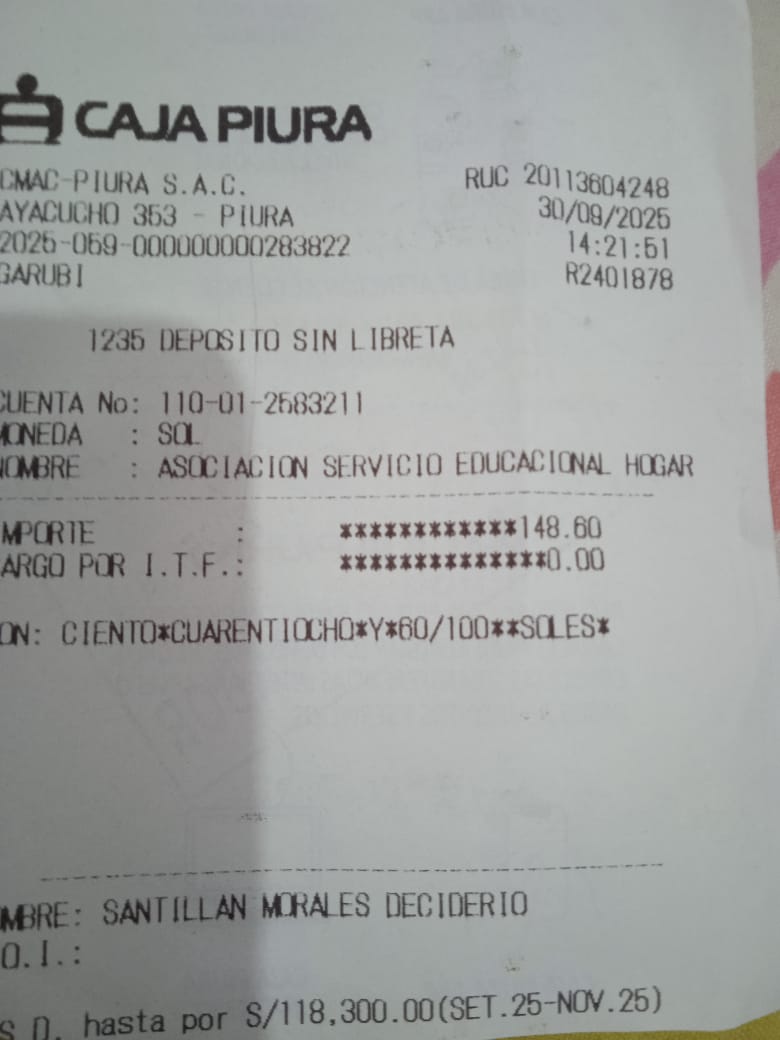 CAJA PIURA
CMAC-PIURA S.A.C. RUC 20113604248
AYACUCHO 353 - PIURA 30/09/2025
2025-059-000000000283822 14:21:51
GARUBI R2401878
1235 DEPOSITO SIN LIBRETA
CUENTA No: 110-01-2583211
MONEDA : SOL
NOMBRE : ASOCIACION SERVICIO EDUCACIONAL HOGAR
MPORTE : ************148.60
ARGO POR I.T.F.: **************0.00
ON: CIENTO*CUARENTIOCHO*Y*60/100**SOLES*
MBRE: SANTILLAN MORALES DECIDERIO
O.I.:
S.D. hasta por S/118,300.00(SET.25-NOV.25)